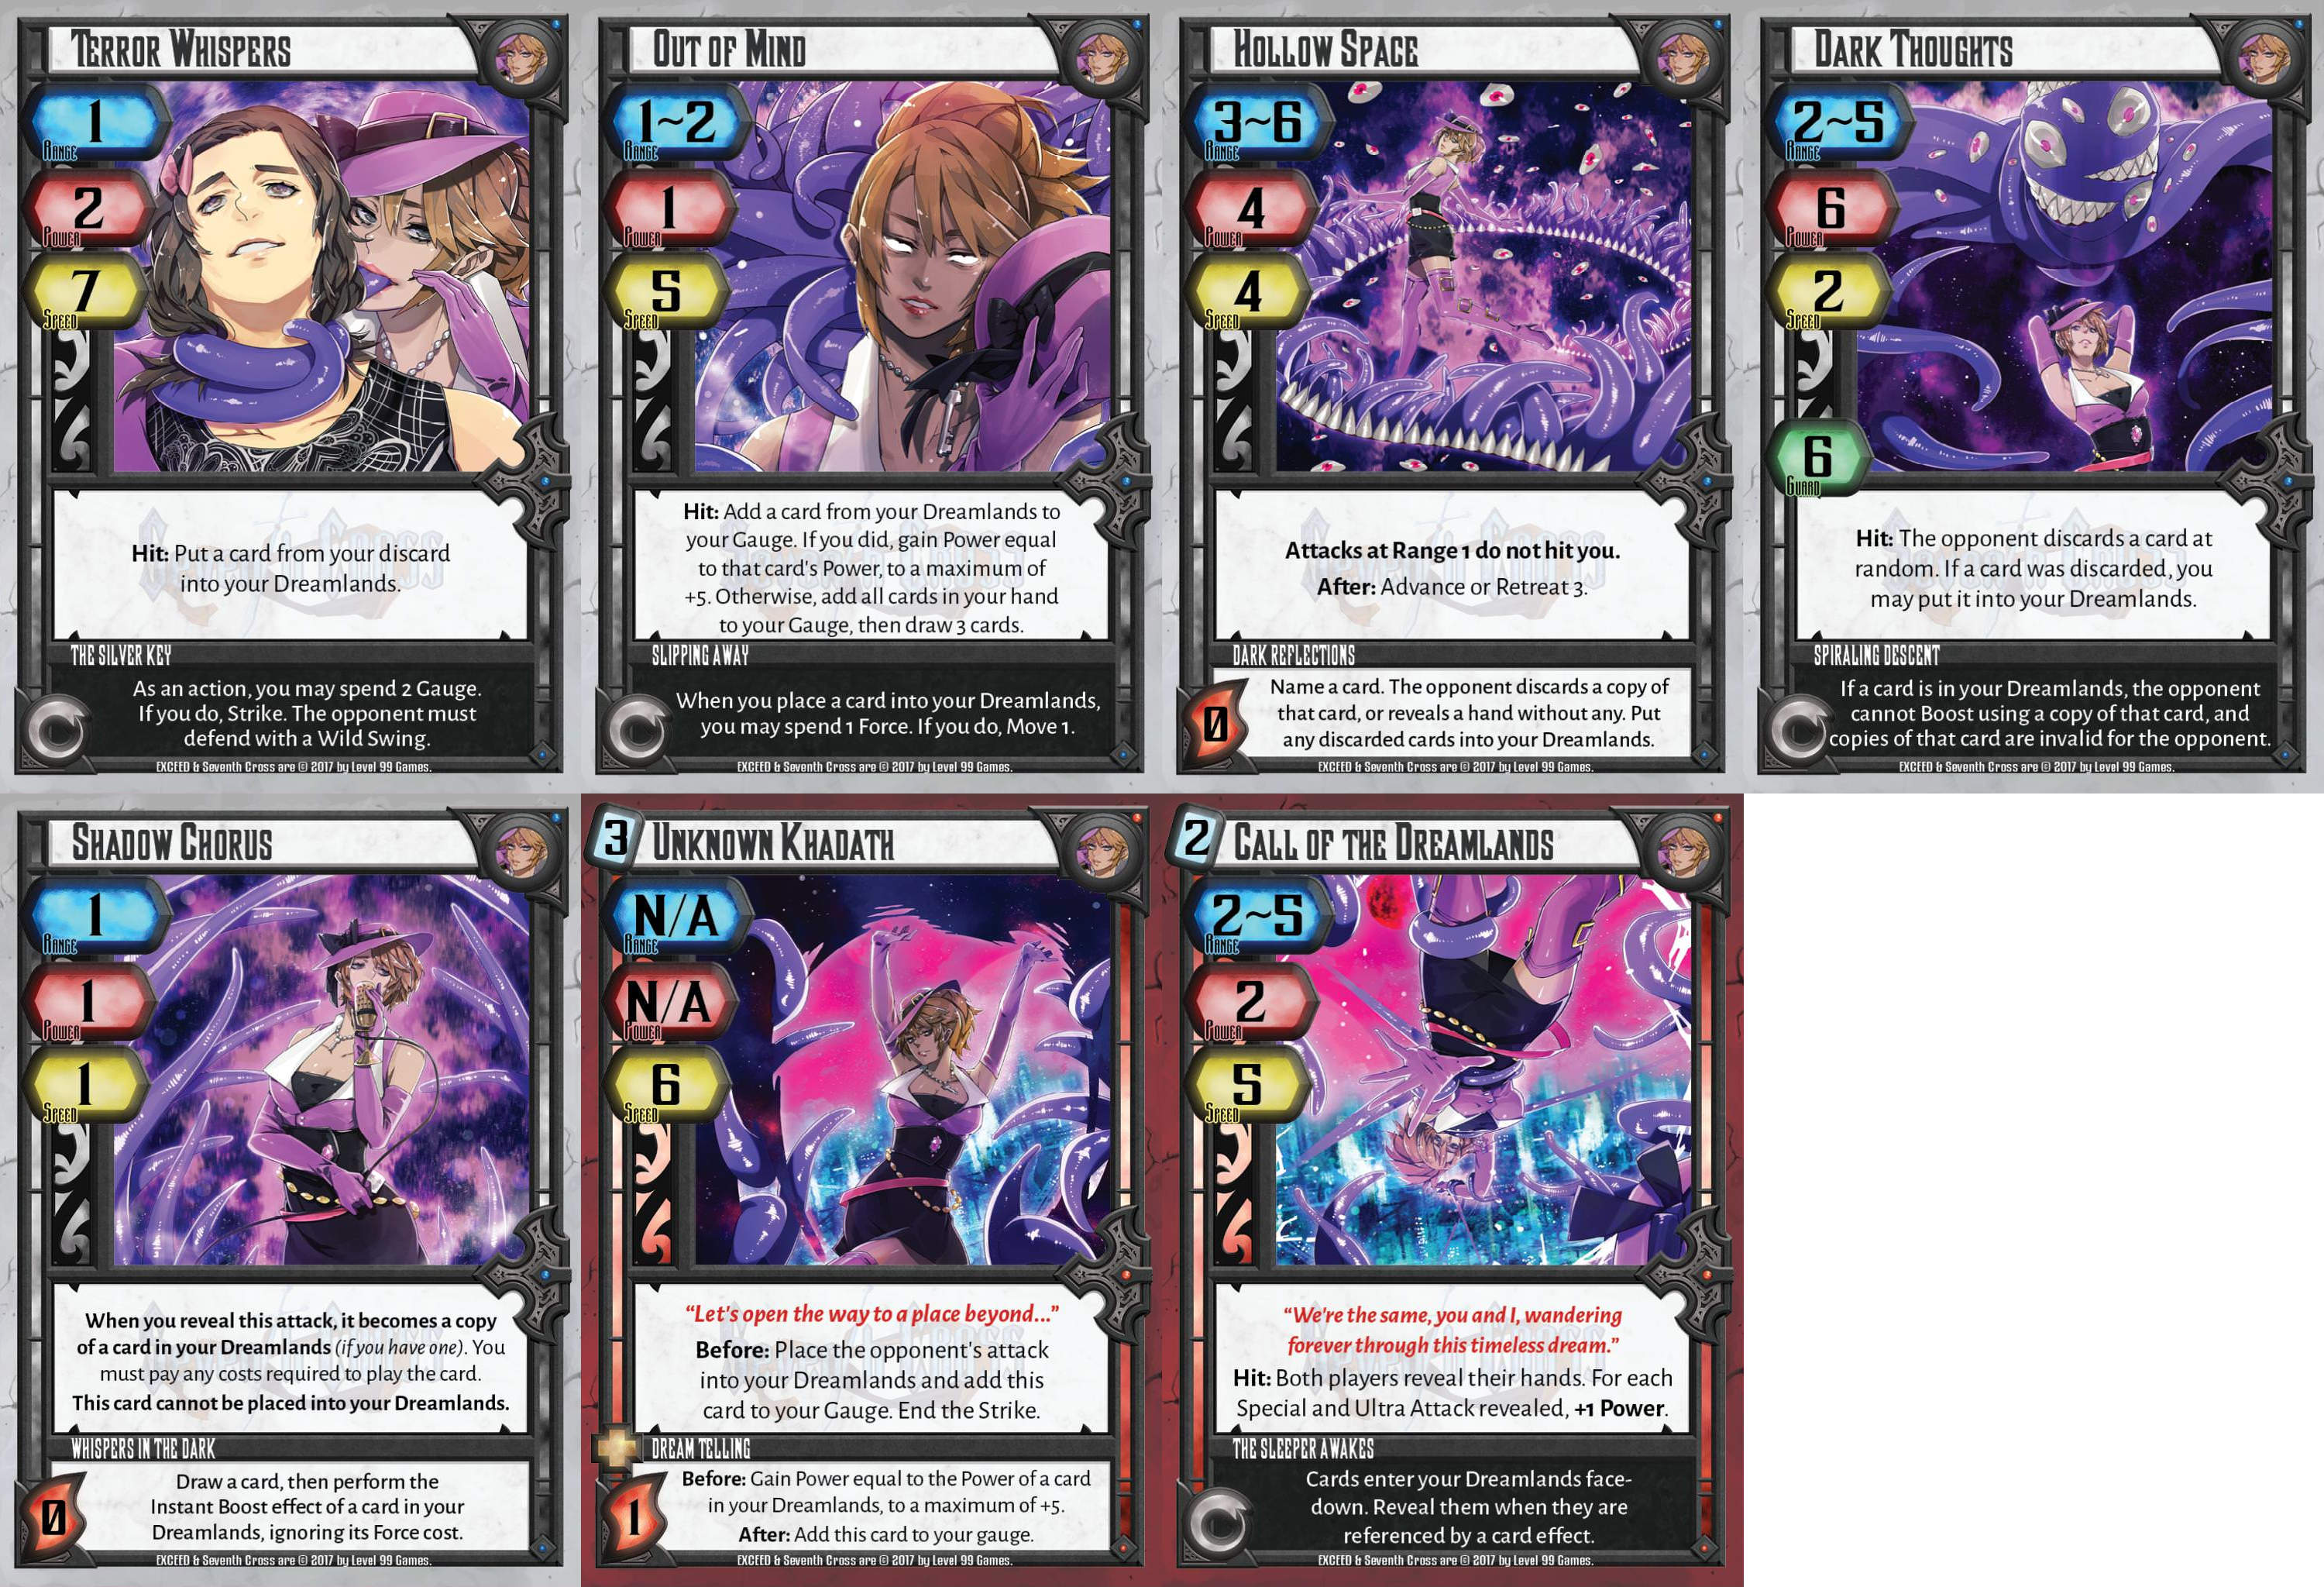 TERROR WHISPERS
1
RANGE
2
POWER
7
SPEED
Hit: Put a card from your discard
into your Dreamlands.
THE SILVER KEY
As an action, you may spend 2 Gauge.
If you do, Strike. The opponent must
defend with a Wild Swing.
EXCEED & Seventh Cross are © 2017 by Level 99 Games.
OUT OF MIND
1~2
RANGE
1
POWER
5
SPEED
Hit: Add a card from your Dreamlands to
your Gauge. If you did, gain Power equal
to that card's Power, to a maximum of
+5. Otherwise, add all cards in your hand
to your Gauge, then draw 3 cards.
SLIPPING AWAY
When you place a card into your Dreamlands,
you may spend 1 Force. If you do, Move 1.
EXCEED & Seventh Cross are © 2017 by Level 99 Games.
HOLLOW SPACE
3~6
RANGE
4
POWER
4
SPEED
Attacks at Range 1 do not hit you.
After: Advance or Retreat 3.
DARK REFLECTIONS
0
Name a card. The opponent discards a copy of
that card, or reveals a hand without any. Put
any discarded cards into your Dreamlands.
EXCEED & Seventh Cross are © 2017 by Level 99 Games.
DARK THOUGHTS
2~5
RANGE
6
POWER
2
SPEED
6
GUARD
Hit: The opponent discards a card at
random. If a card was discarded, you
may put it into your Dreamlands.
SPIRALING DESCENT
If a card is in your Dreamlands, the opponent
cannot Boost using a copy of that card, and
copies of that card are invalid for the opponent.
EXCEED & Seventh Cross are © 2017 by Level 99 Games.
SHADOW CHORUS
1
RANGE
1
POWER
1
SPEED
When you reveal this attack, it becomes a copy
of a card in your Dreamlands (if you have one). You
must pay any costs required to play the card.
This card cannot be placed into your Dreamlands.
WHISPERS IN THE DARK
0
Draw a card, then perform the
Instant Boost effect of a card in your
Dreamlands, ignoring its Force cost.
EXCEED & Seventh Cross are © 2017 by Level 99 Games.
3
UNKNOWN KHADATH
N/A
RANGE
N/A
POWER
6
SPEED
“Let's open the way to a place beyond...”
Before: Place the opponent's attack
into your Dreamlands and add this
card to your Gauge. End the Strike.
DREAM TELLING
1
Before: Gain Power equal to the Power of a card
in your Dreamlands, to a maximum of +5.
After: Add this card to your gauge.
EXCEED & Seventh Cross are © 2017 by Level 99 Games.
2
CALL OF THE DREAMLANDS
2~5
RANGE
2
POWER
5
SPEED
“We're the same, you and I, wandering
forever through this timeless dream.”
Hit: Both players reveal their hands. For each
Special and Ultra Attack revealed, +1 Power.
THE SLEEPER AWAKES
Cards enter your Dreamlands face-
down. Reveal them when they are
referenced by a card effect.
EXCEED & Seventh Cross are © 2017 by Level 99 Games.